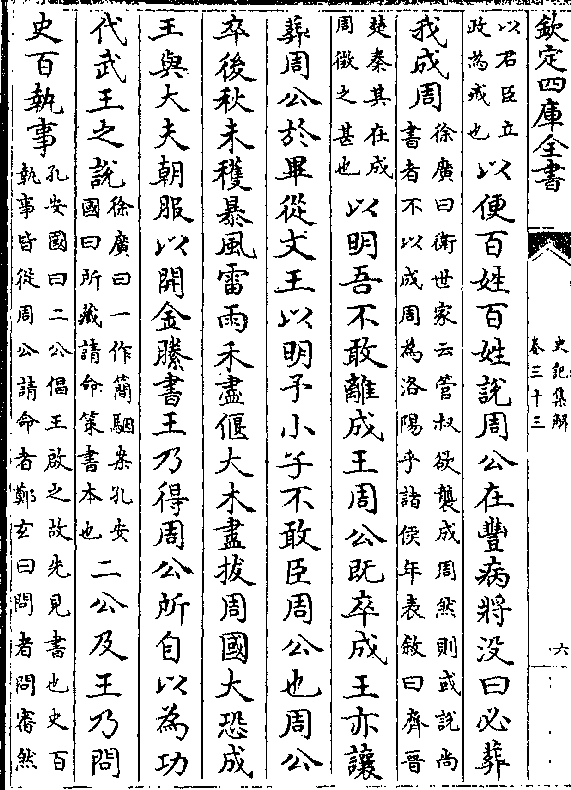 欽定四庫全書
史記集解
卷三十三
六
以君臣立
政為戒也
以便百姓百姓說周公在豐病將沒曰必葬
我成周
徐廣曰衛世家云管叔欲襲成周然則或說尚
書者不以成周為洛陽乎諸侯年表敘曰齊晉
楚秦其在成
周微之甚也
以明吾不敢離成王周公既卒成王亦讓
葬周公於畢從文王以明予小子不敢臣周公也周公
卒後秋未穫暴風雷雨禾盡偃大木盡拔周國大恐成
王與大夫朝服以開金縢書王乃得周公所自以為功
代武王之說
徐廣曰一作簡駰案孔安
國曰所藏請命策書本也
二公及王乃問
史百執事
孔安國曰二公倡王啟之故先見書也史百
執事皆從周公請命者鄭玄曰問者問審然